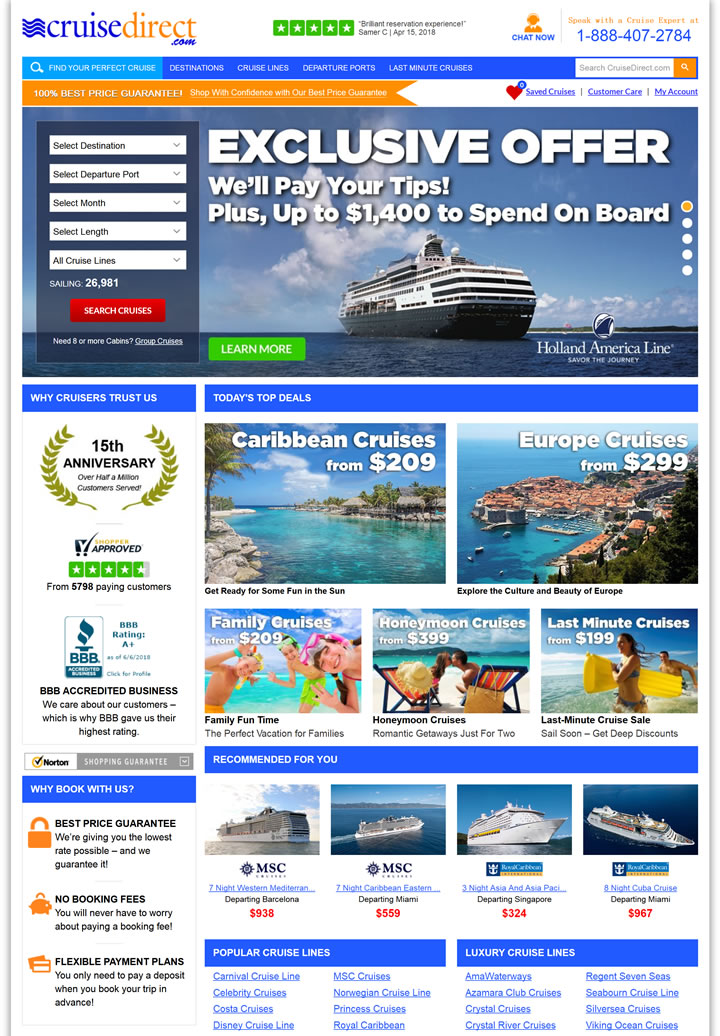 cruisedirect
.com
"Brilliant reservation experience!"
Samer C | Apr 15, 2018
CHAT NOW
Speak with a Cruise Expert at
1-888-407-2784
FIND YOUR PERFECT CRUISE
DESTINATIONS
CRUISE LINES
DEPARTURE PORTS
LAST MINUTE CRUISES
Search CruiseDirect.com
100% BEST PRICE GUARANTEE! Shop With Confidence with Our Best Price Guarantee
0
Saved Cruises | Customer Care | My Account
Select Destination
Select Departure Port
Select Month
Select Length
All Cruise Lines
SAILING: 26,981
SEARCH CRUISES
Need 8 or more Cabins? Group Cruises
EXCLUSIVE OFFER
We'll Pay Your Tips!
Plus, Up to $1,400 to Spend On Board
LEARN MORE
Holland America Line®
SAVOR THE JOURNEY
WHY CRUISERS TRUST US
15th
ANNIVERSARY
Over Half a Million
Customers Served!
SHOPPER
APPROVED
From 5798 paying customers
BBB
ACCREDITED
BUSINESS
BBB
Rating:
A+
as of 6/6/2018
Click for Profile
BBB ACCREDITED BUSINESS
We care about our customers –
which is why BBB gave us their
highest rating.
Norton
SHOPPING GUARANTEE
WHY BOOK WITH US?
BEST PRICE GUARANTEE
We're giving you the lowest
rate possible – and we
guarantee it!
NO BOOKING FEES
You will never have to worry
about paying a booking fee!
FLEXIBLE PAYMENT PLANS
You only need to pay a deposit
when you book your trip in
advance!
TODAY'S TOP DEALS
Caribbean Cruises
from $209
Get Ready for Some Fun in the Sun
Europe Cruises
from $299
Explore the Culture and Beauty of Europe
Family Cruises
from $209
Family Fun Time
The Perfect Vacation for Families
Honeymoon Cruises
from $399
Honeymoon Cruises
Romantic Getaways Just For Two
Last Minute Cruises
from $199
Last-Minute Cruise Sale
Sail Soon – Get Deep Discounts
RECOMMENDED FOR YOU
MSC
CRUISES
7 Night Western Mediterran...
Departing Barcelona
$938
MSC
CRUISES
7 Night Caribbean Eastern ...
Departing Miami
$559
RoyalCaribbean
INTERNATIONAL
3 Night Asia And Asia Paci...
Departing Singapore
$324
RoyalCaribbean
INTERNATIONAL
8 Night Cuba Cruise
Departing Miami
$967
POPULAR CRUISE LINES
Carnival Cruise Line
MSC Cruises
Celebrity Cruises
Norwegian Cruise Line
Costa Cruises
Princess Cruises
Disney Cruise Line
Royal Caribbean
LUXURY CRUISE LINES
AmaWaterways
Regent Seven Seas
Azamara Club Cruises
Seabourn Cruise Line
Crystal Cruises
Silversea Cruises
Crystal River Cruises
Viking Ocean Cruises